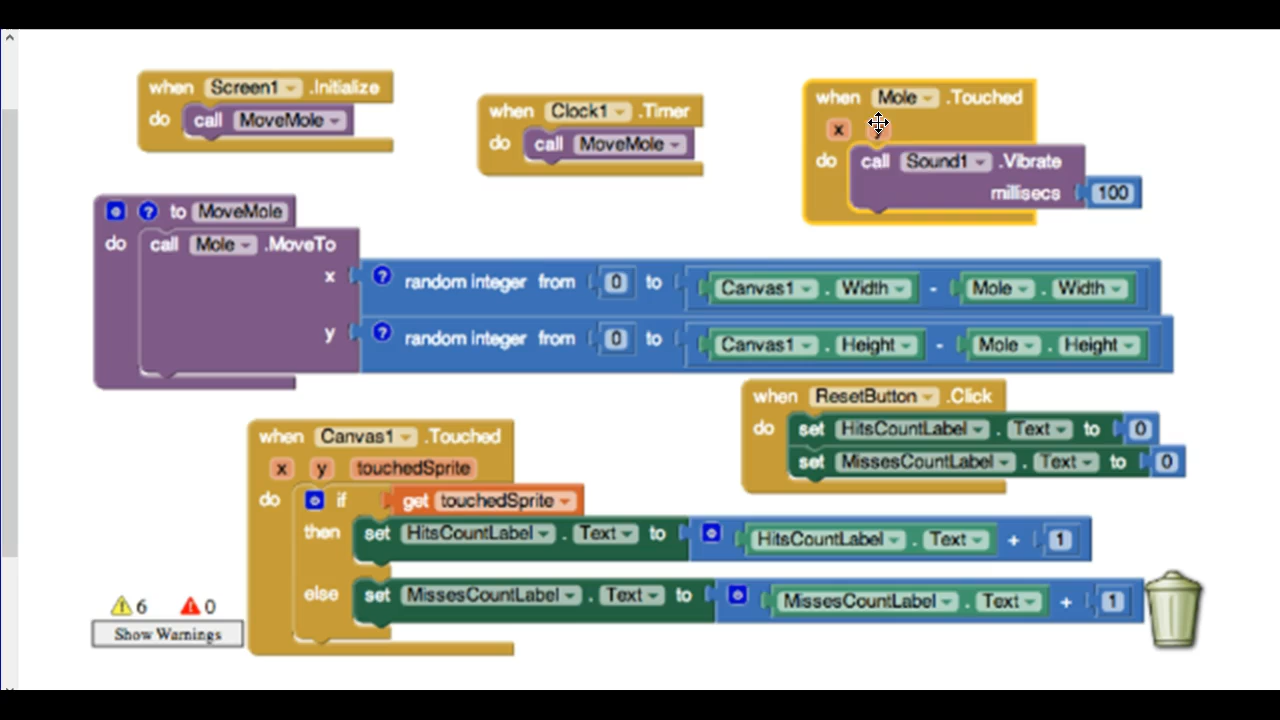 when Screen1 .Initialize
do call MoveMole
when Clock1 .Timer
do call MoveMole
when Mole .Touched
x y
do call Sound1 .Vibrate
millisecs 100
? to MoveMole
do call Mole .MoveTo
x ? random integer from 0 to Canvas1 . Width - Mole . Width
y ? random integer from 0 to Canvas1 . Height - Mole . Height
when ResetButton .Click
do set HitsCountLabel . Text to 0
set MissesCountLabel . Text to 0
when Canvas1 .Touched
x y touchedSprite
do if get touchedSprite
then set HitsCountLabel . Text to HitsCountLabel . Text + 1
else set MissesCountLabel . Text to MissesCountLabel . Text + 1
6 0
Show Warnings